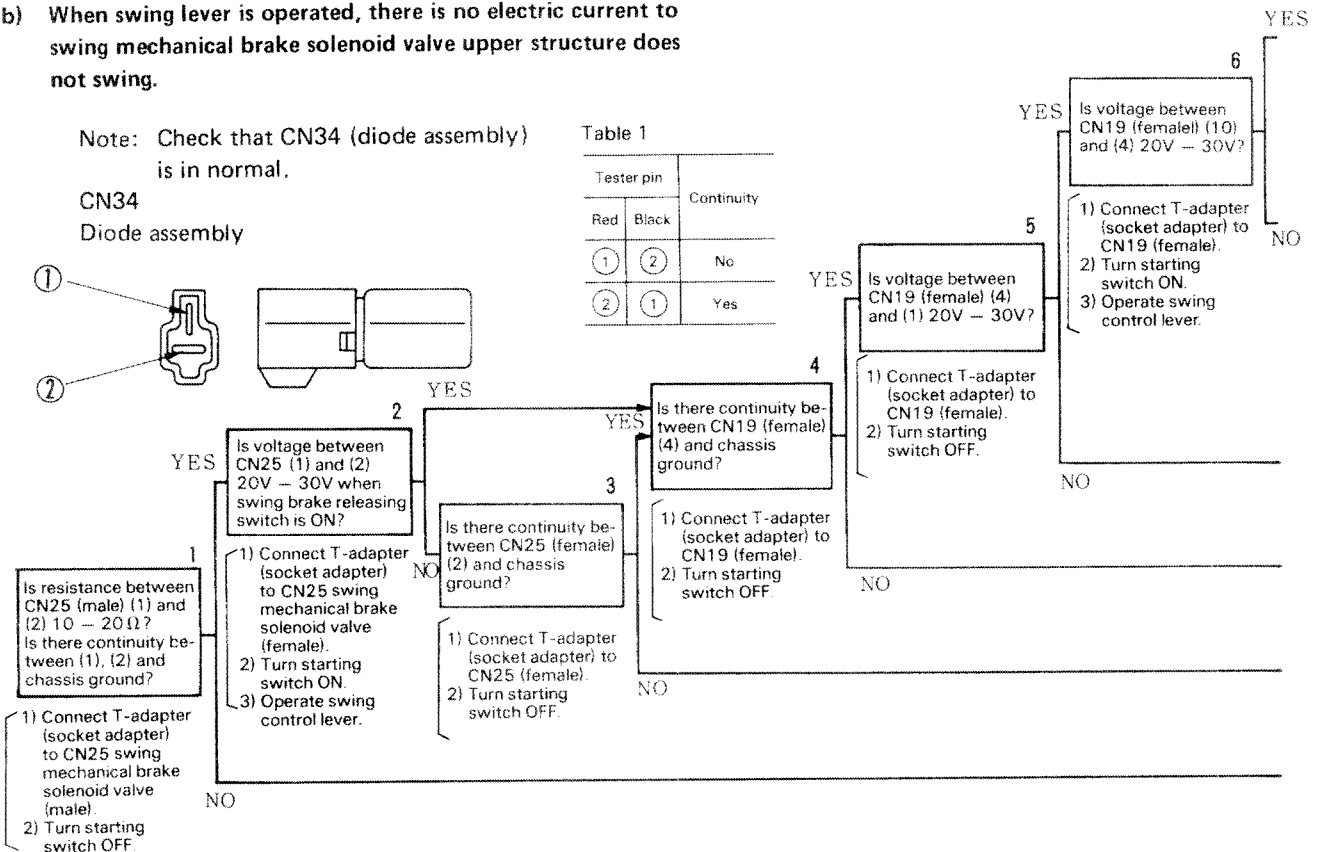 b) When swing lever is operated, there is no electric current to
swing mechanical brake solenoid valve upper structure does
not swing.
Note: Check that CN34 (diode assembly)
is in normal.
CN34
Diode assembly
①
②
Table 1
Tester pin
Continuity
Red Black
① ② No
② ① Yes
1
Is resistance between
CN25 (male) (1) and
(2) 10 – 20Ω?
Is there continuity be-
tween (1), (2) and
chassis ground?
1) Connect T-adapter
(socket adapter)
to CN25 swing
mechanical brake
solenoid valve
(male).
2) Turn starting
switch OFF.
YES
NO
2
Is voltage between
CN25 (1) and (2)
20V – 30V when
swing brake releasing
switch is ON?
1) Connect T-adapter
(socket adapter)
to CN25 swing
mechanical brake
solenoid valve
(female).
2) Turn starting
switch ON.
3) Operate swing
control lever.
YES
NO
3
Is there continuity be-
tween CN25 (female)
(2) and chassis
ground?
1) Connect T-adapter
(socket adapter) to
CN25 (female).
2) Turn starting
switch OFF.
YES
NO
4
Is there continuity be-
tween CN19 (female)
(4) and chassis
ground?
1) Connect T-adapter
(socket adapter) to
CN19 (female).
2) Turn starting
switch OFF.
YES
NO
5
Is voltage between
CN19 (female) (4)
and (1) 20V – 30V?
1) Connect T-adapter
(socket adapter) to
CN19 (female).
2) Turn starting
switch OFF.
YES
NO
6
Is voltage between
CN19 (femalel) (10)
and (4) 20V – 30V?
1) Connect T-adapter
(socket adapter) to
CN19 (female).
2) Turn starting
switch ON.
3) Operate swing
control lever.
YES
NO